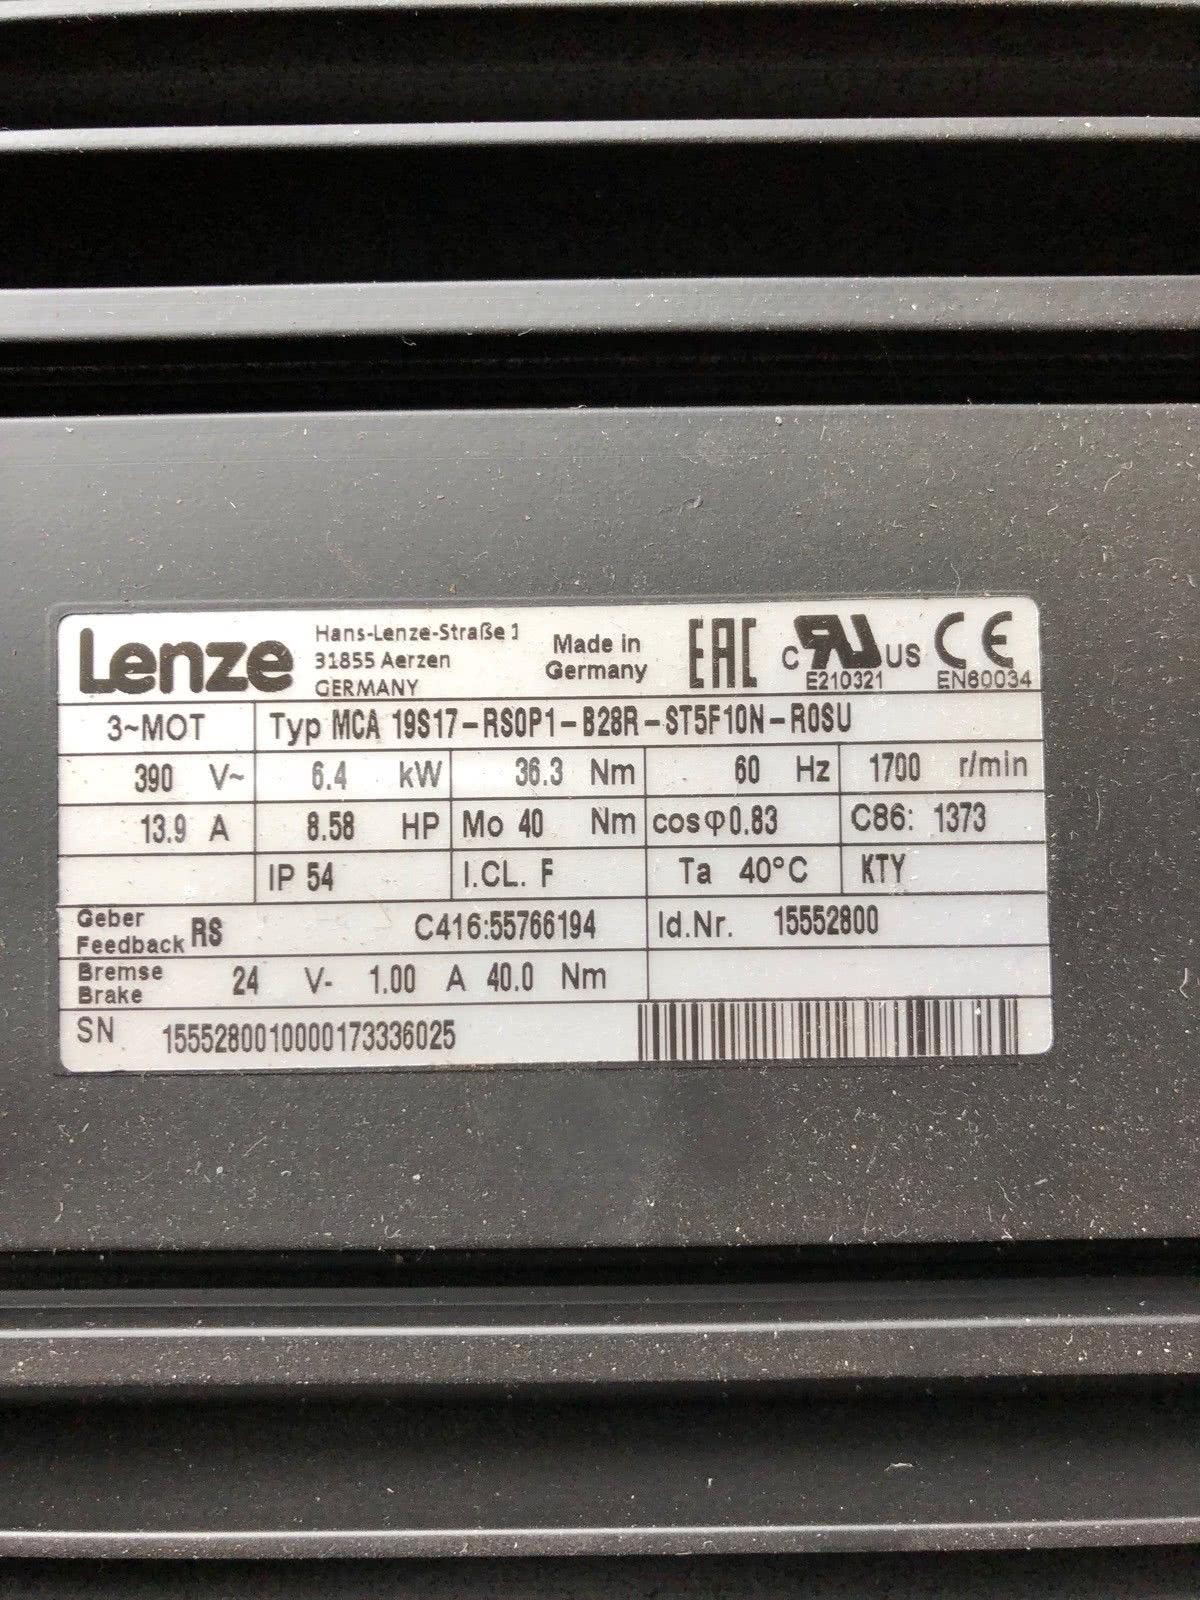 Lenze Hans-Lenze-Straße 1 31855 Aerzen GERMANY Made in Germany EAC C RU US E210321 CE EN60034
3~MOT Typ MCA 19S17-RS0P1-B28R-ST5F10N-R0SU
390 V~ 6.4 kW 36.3 Nm 60 Hz 1700 r/min
13.9 A 8.58 HP Mo 40 Nm cosφ0.83 C86: 1373
IP 54 I.CL. F Ta 40°C KTY
Geber Feedback RS C416:55766194 Id.Nr. 15552800
Bremse Brake 24 V- 1.00 A 40.0 Nm
SN 1555280010000173336025